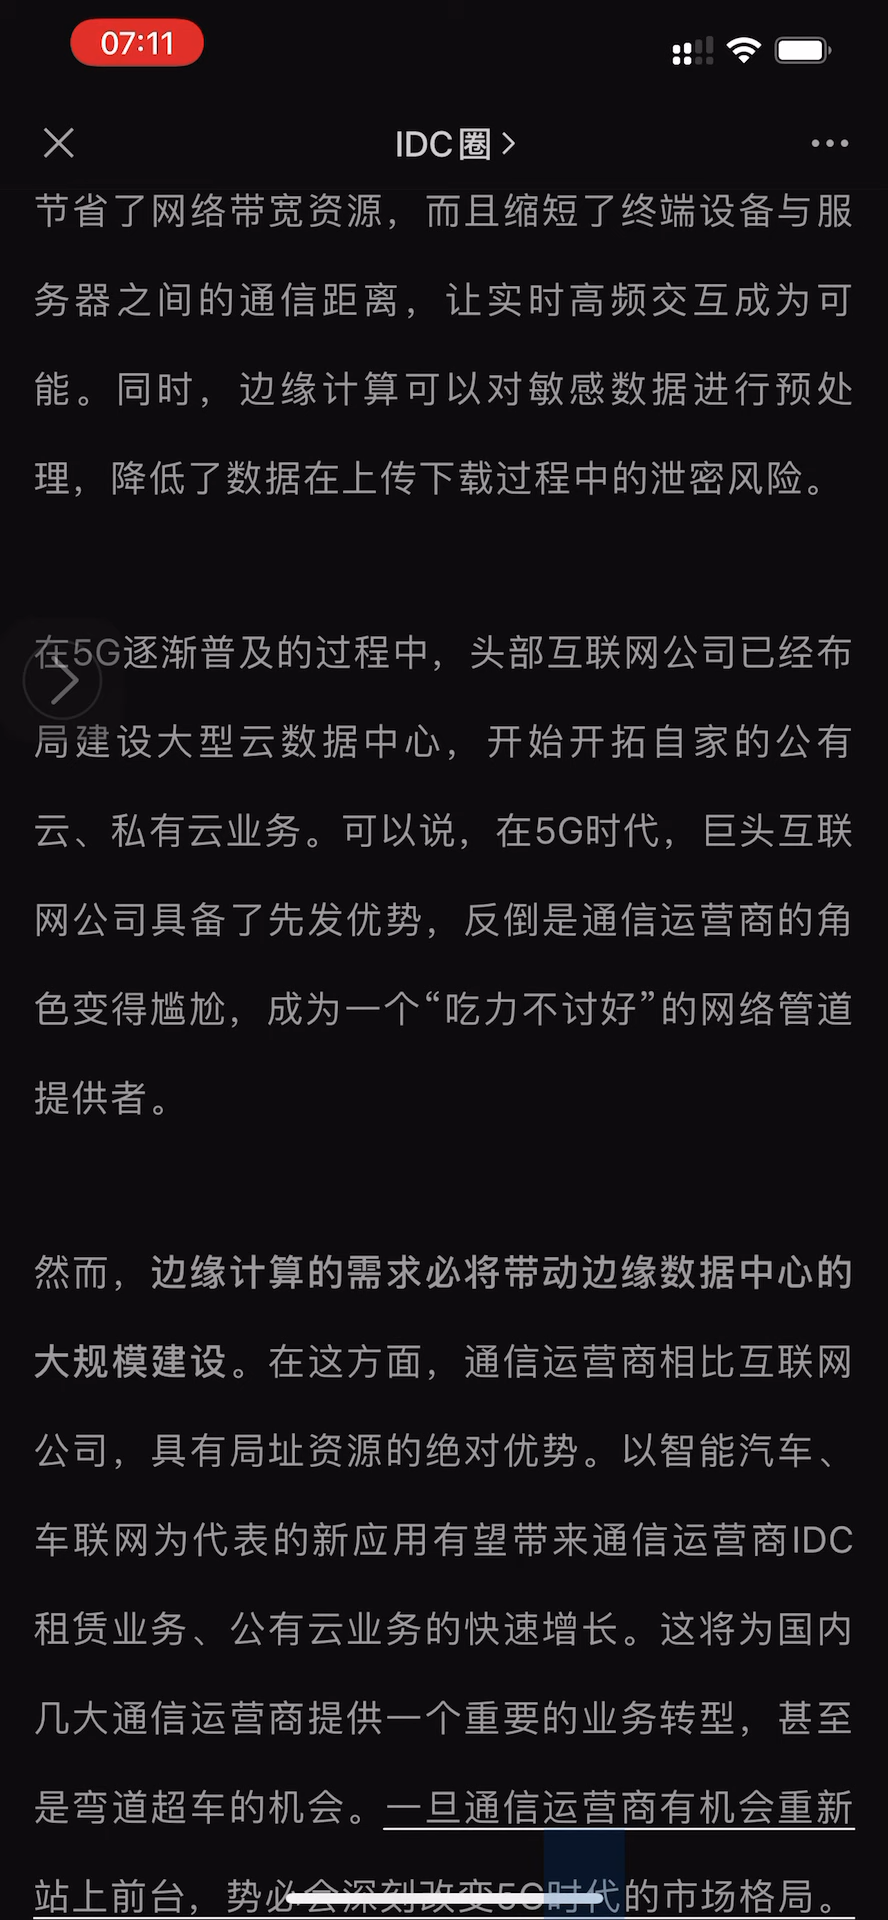 07:11
IDC圈
节省了网络带宽资源，而且缩短了终端设备与服
务器之间的通信距离，让实时高频交互成为可
能。同时，边缘计算可以对敏感数据进行预处
理，降低了数据在上传下载过程中的泄密风险。
在5G逐渐普及的过程中，头部互联网公司已经布
局建设大型云数据中心，开始开拓自家的公有
云、私有云业务。可以说，在5G时代，巨头互联
网公司具备了先发优势，反倒是通信运营商的角
色变得尴尬，成为一个“吃力不讨好”的网络管道
提供者。
然而，边缘计算的需求必将带动边缘数据中心的
大规模建设。在这方面，通信运营商相比互联网
公司，具有局址资源的绝对优势。以智能汽车、
车联网为代表的新应用有望带来通信运营商IDC
租赁业务、公有云业务的快速增长。这将为国内
几大通信运营商提供一个重要的业务转型，甚至
是弯道超车的机会。一旦通信运营商有机会重新
站上前台，势必会深刻改变5G时代的市场格局。